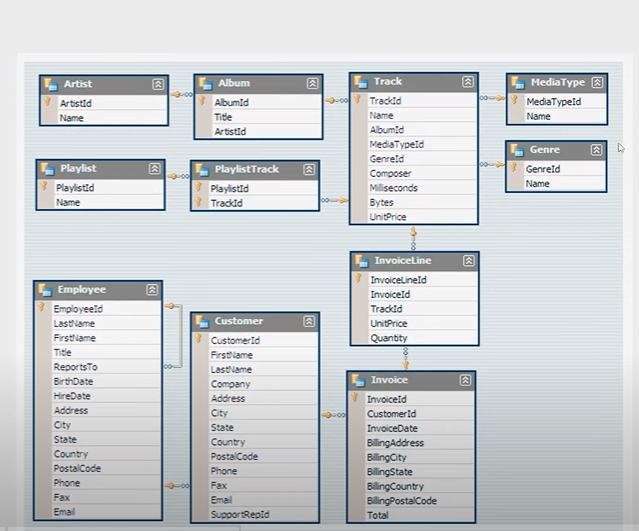 Artist
ArtistId
Name
Album
AlbumId
Title
ArtistId
Track
TrackId
Name
AlbumId
MediaTypeId
GenreId
Composer
Milliseconds
Bytes
UnitPrice
MediaType
MediaTypeId
Name
Genre
GenreId
Name
Playlist
PlaylistId
Name
PlaylistTrack
PlaylistId
TrackId
InvoiceLine
InvoiceLineId
InvoiceId
TrackId
UnitPrice
Quantity
Employee
EmployeeId
LastName
FirstName
Title
ReportsTo
BirthDate
HireDate
Address
City
State
Country
PostalCode
Phone
Fax
Email
Customer
CustomerId
FirstName
LastName
Company
Address
City
State
Country
PostalCode
Phone
Fax
Email
SupportRepId
Invoice
InvoiceId
CustomerId
InvoiceDate
BillingAddress
BillingCity
BillingState
BillingCountry
BillingPostalCode
Total